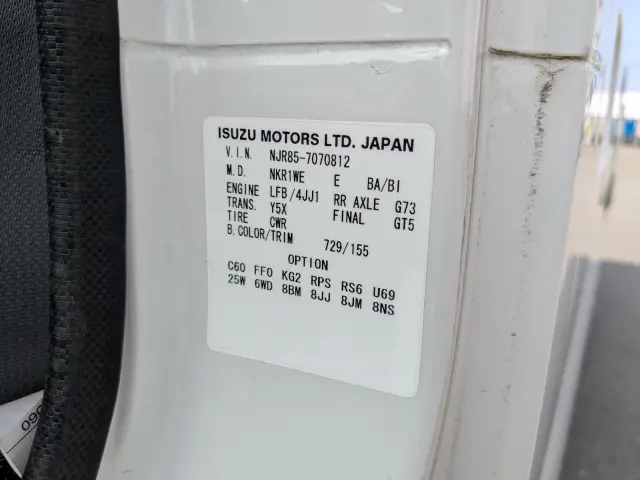 ISUZU MOTORS LTD. JAPAN
V.I.N. NJR85-7070812
M.D. NKR1WE E BA/BI
ENGINE LFB/4JJ1 RR AXLE G73
TRANS. Y5X FINAL GT5
TIRE CWR
B.COLOR/TRIM 729/155
OPTION
C60 FF0 KG2 RPS RS6 U69
25W 6WD 8BM 8JJ 8JM 8NS
060